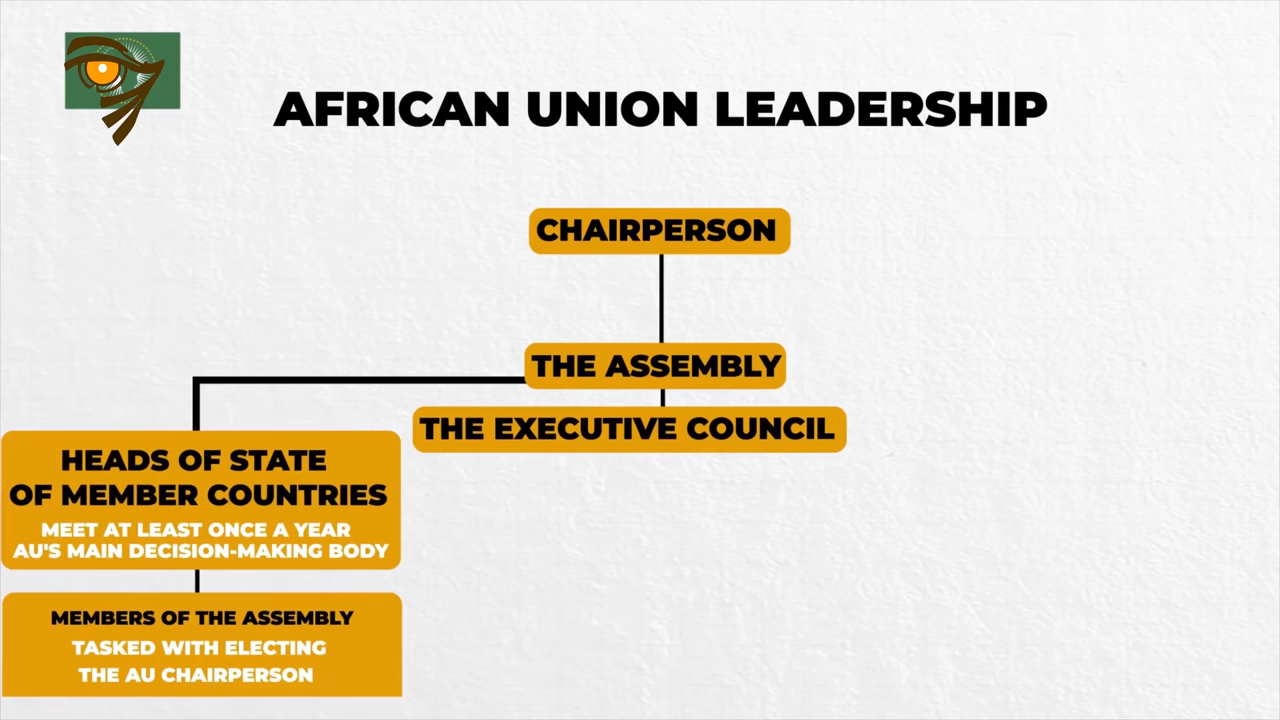 AFRICAN UNION LEADERSHIP
CHAIRPERSON
THE ASSEMBLY
THE EXECUTIVE COUNCIL
HEADS OF STATE
OF MEMBER COUNTRIES
MEET AT LEAST ONCE A YEAR
AU'S MAIN DECISION-MAKING BODY
MEMBERS OF THE ASSEMBLY
TASKED WITH ELECTING
THE AU CHAIRPERSON